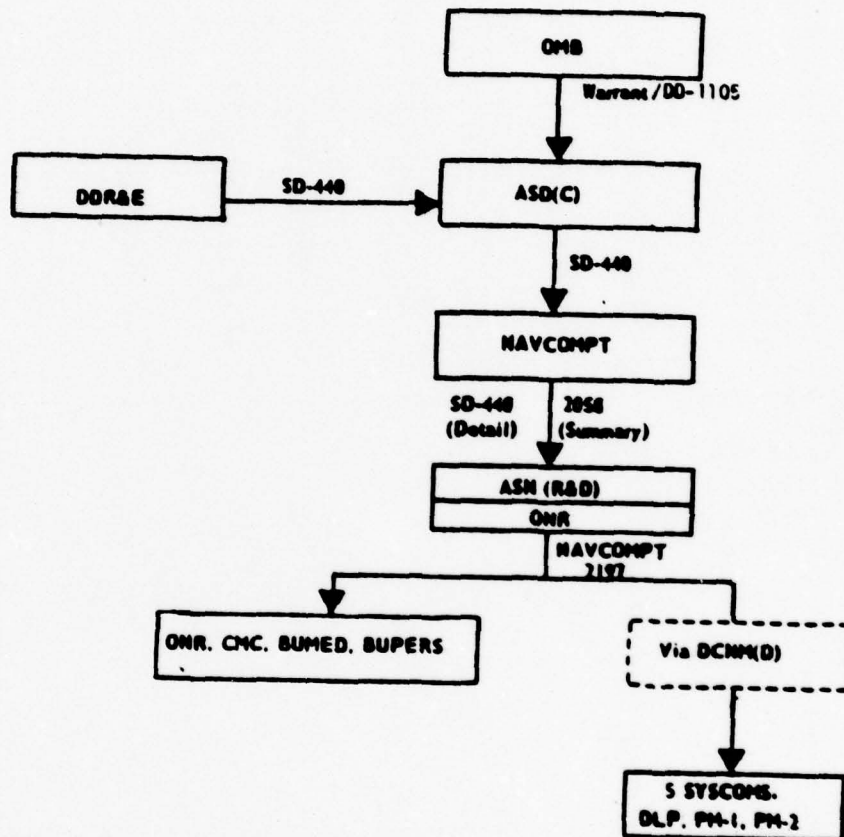 OMB
Warrant/DD-1105
DDR&E
SD-440
ASD(C)
SD-440
NAVCOMPT
SD-440 2058
(Detail) (Summary)
ASN (R&D)
ONR
NAVCOMPT
2197
ONR. CMC. BUMED. BUPERS
Via DCNM(D)
5 SYSCOMS.
DLP, PM-1, PM-2